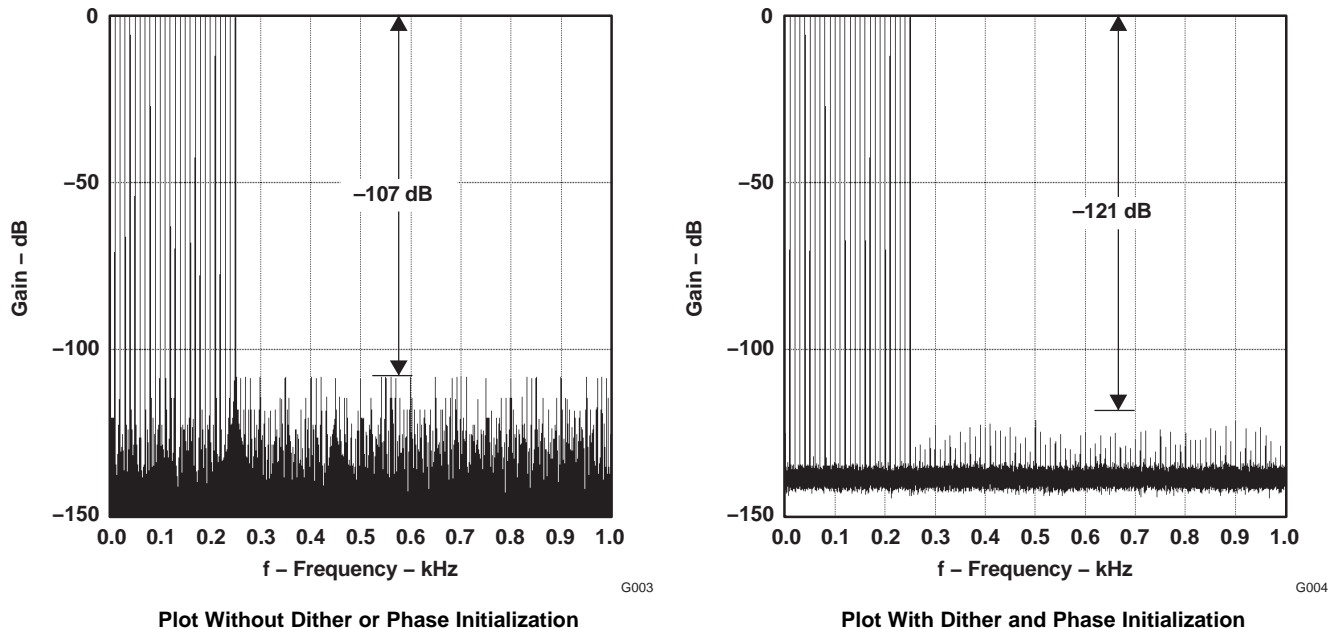 0
–50
–100
–150
Gain – dB
–107 dB
0.0 0.1 0.2 0.3 0.4 0.5 0.6 0.7 0.8 0.9 1.0
f – Frequency – kHz
G003
Plot Without Dither or Phase Initialization
0
–50
–100
–150
Gain – dB
–121 dB
0.0 0.1 0.2 0.3 0.4 0.5 0.6 0.7 0.8 0.9 1.0
f – Frequency – kHz
G004
Plot With Dither and Phase Initialization